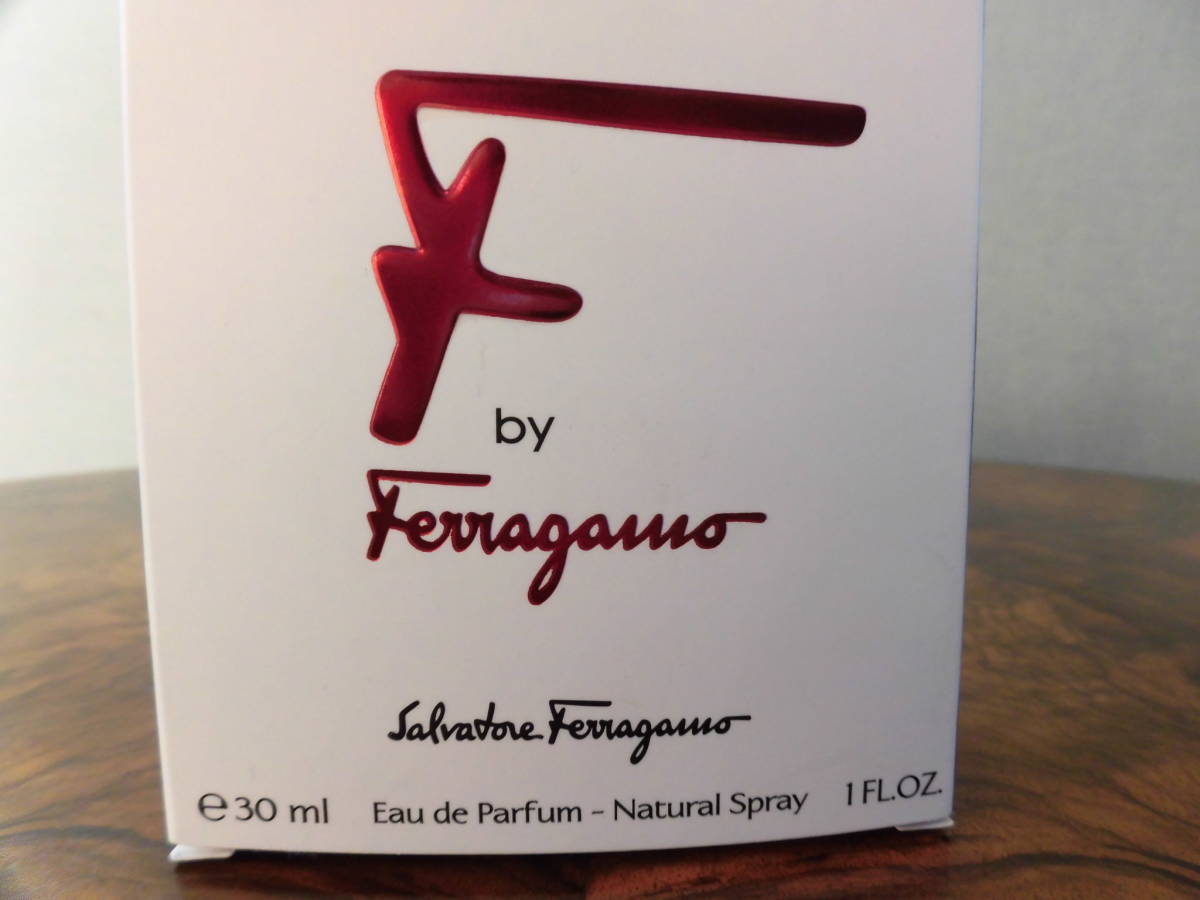 F
by
Ferragamo
Salvatore Ferragamo
℮30 ml Eau de Parfum – Natural Spray 1 FL.OZ.